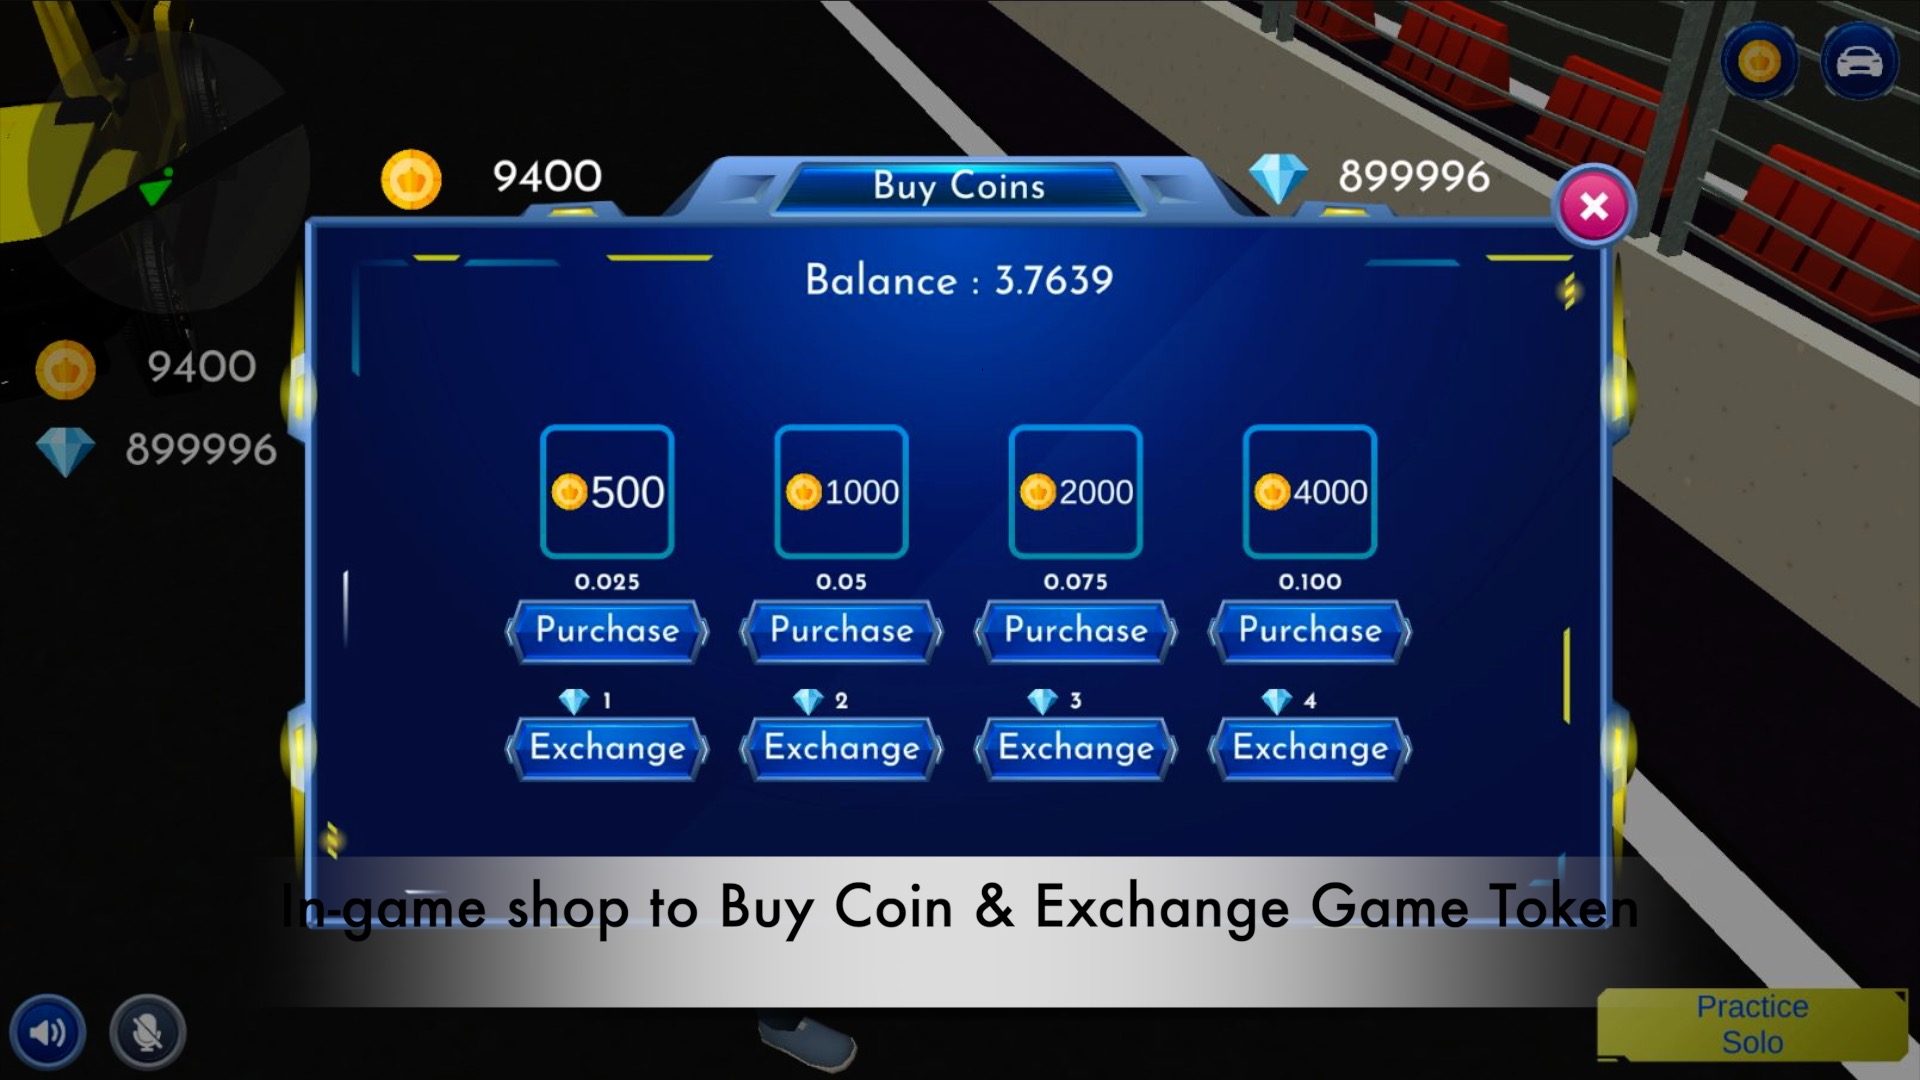 9400
Buy Coins
899996
Balance : 3.7639
9400
899996
500
1000
2000
4000
0.025
0.05
0.075
0.100
Purchase
Purchase
Purchase
Purchase
1
2
3
4
Exchange
Exchange
Exchange
Exchange
In-game shop to Buy Coin & Exchange Game Token
Practice
Solo